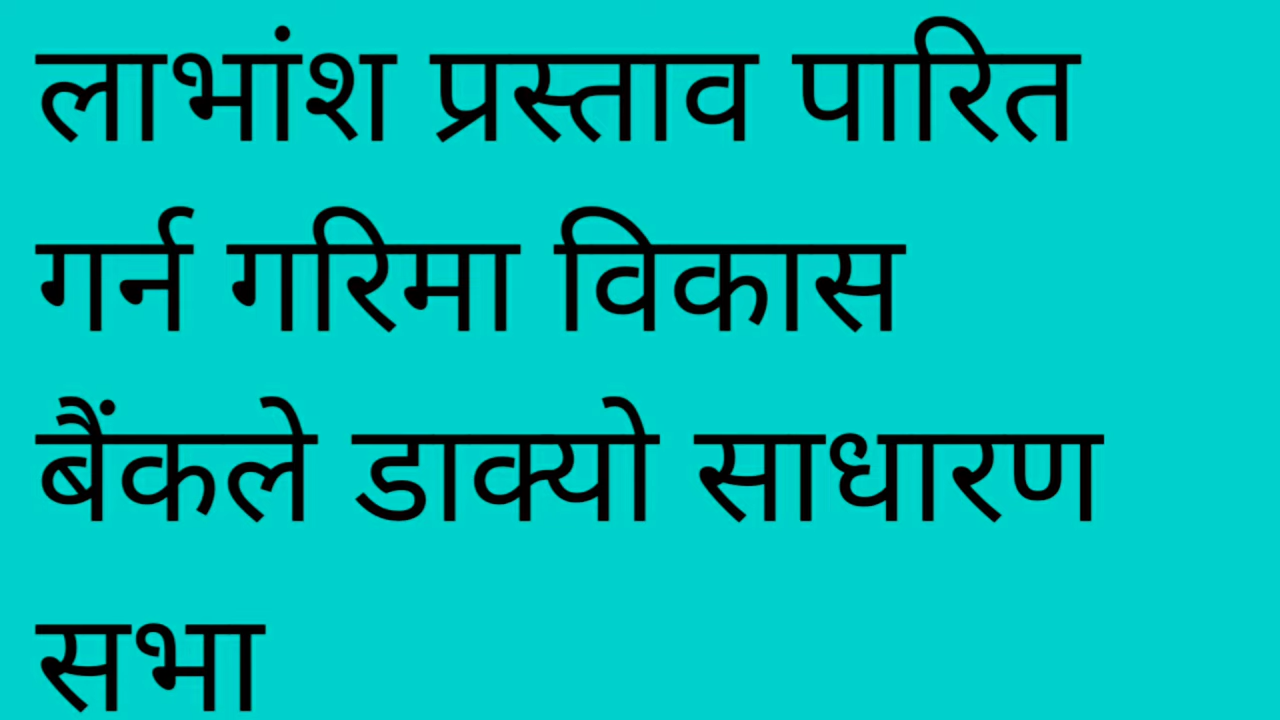 लाभांश प्रस्ताव पारित
गर्न गरिमा विकास
बैंकले डाक्यो साधारण
सभा